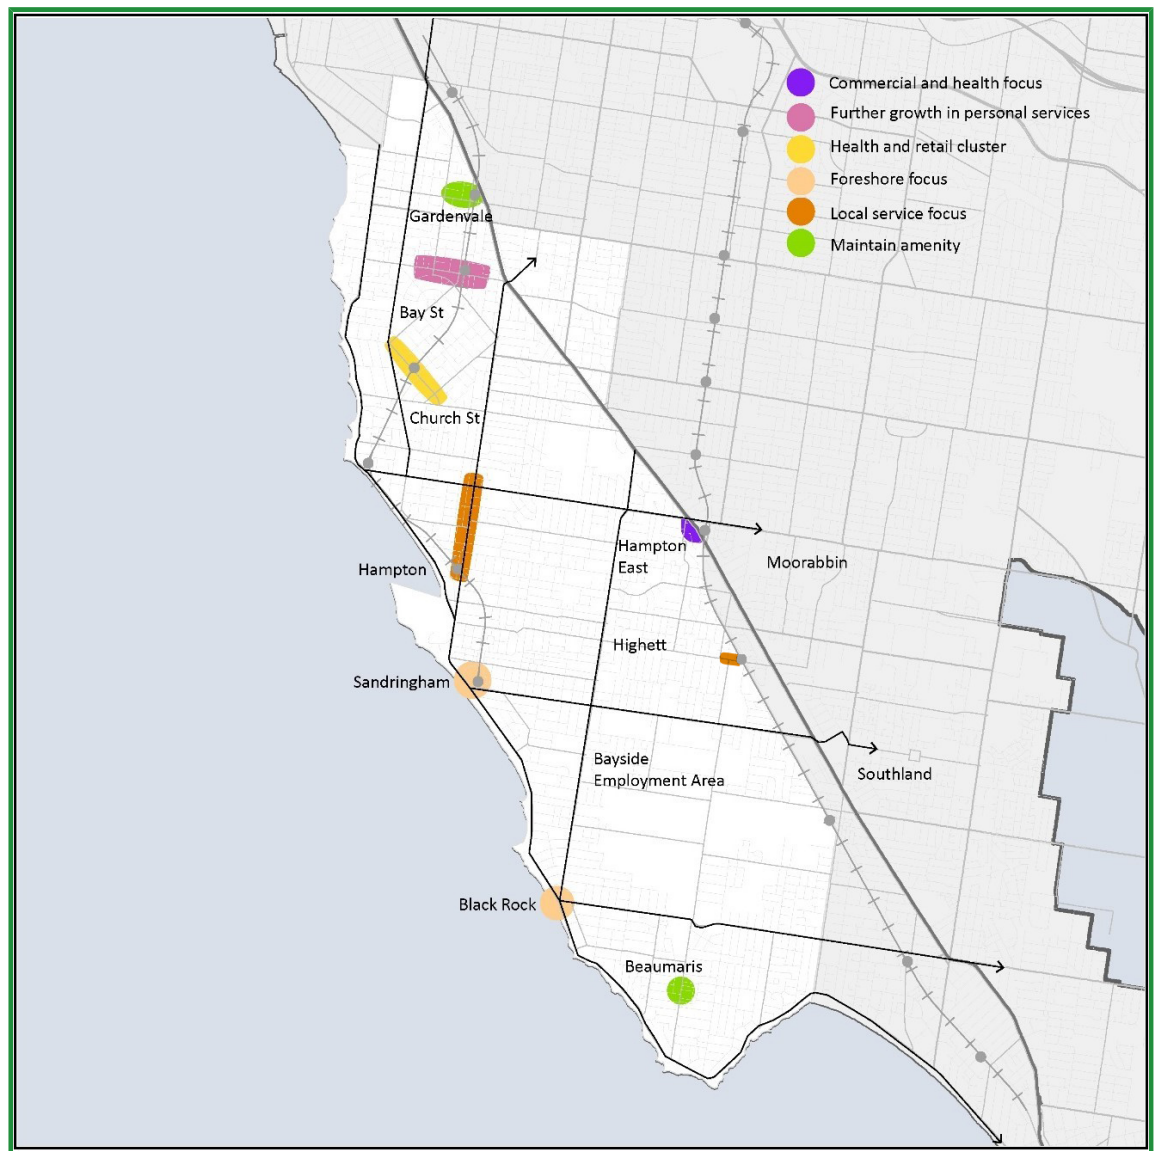 Commercial and health focus
Further growth in personal services
Health and retail cluster
Foreshore focus
Local service focus
Maintain amenity
Gardenvale
Bay St
Church St
Hampton
East
Moorabbin
Hampton
Highett
Sandringham
Bayside
Employment Area
Southland
Black Rock
Beaumaris